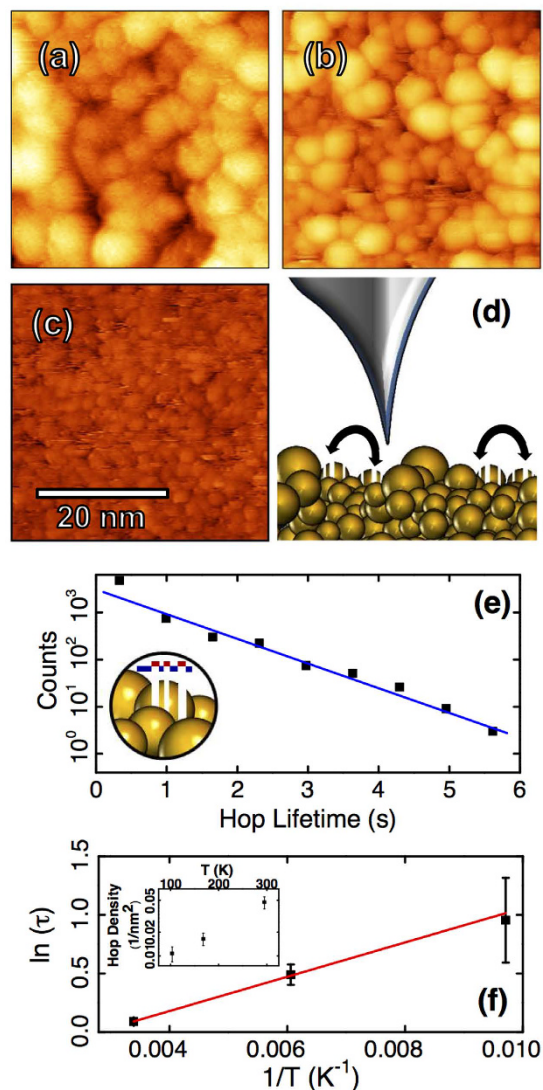 (a)
(b)
(c)
20 nm
(d)
(e)
Counts
10³
10²
10¹
10⁰
0 1 2 3 4 5 6
Hop Lifetime (s)
(f)
ln (τ)
1.5
1.0
0.5
0.0
T (K)
100 200 300
Hop Density
(1/nm²)
0.05
0.02
0.010
0.004 0.006 0.008 0.010
1/T (K⁻¹)